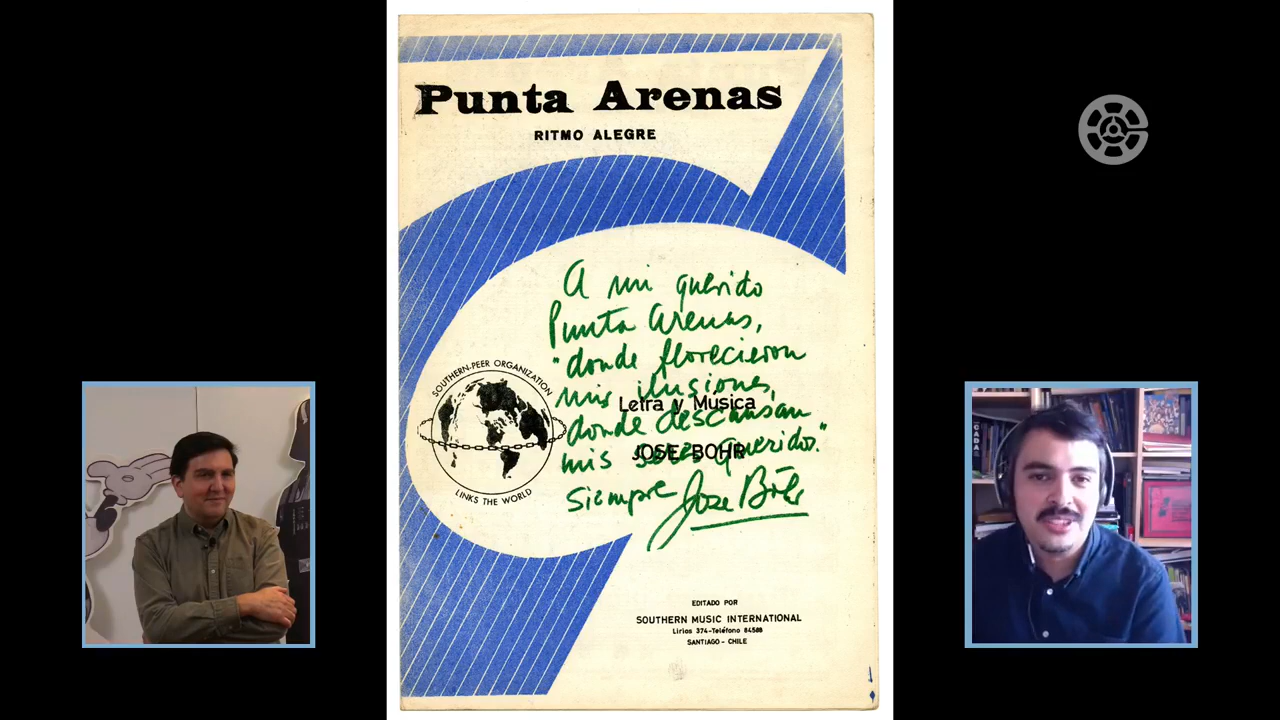 Punta Arenas
RITMO ALEGRE
A mi querido
Punta Arenas,
"donde florecieron
mis ilusiones,
Letra y Musica
donde descansan
JOSE BOHR
mis seres queridos."
Siempre Jose Bohr
SOUTHERN-PEER ORGANIZATION
LINKS THE WORLD
EDITADO POR
SOUTHERN MUSIC INTERNATIONAL
Lirios 374-Teléfono 84588
SANTIAGO - CHILE